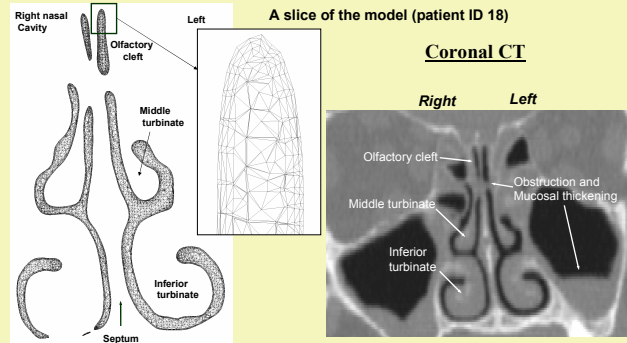 A slice of the model (patient ID 18)
Right nasal
Cavity
Olfactory
cleft
Left
Middle
turbinate
Inferior
turbinate
Septum
Coronal CT
Right
Left
Olfactory cleft
Obstruction and
Mucosal thickening
Middle turbinate
Inferior
turbinate